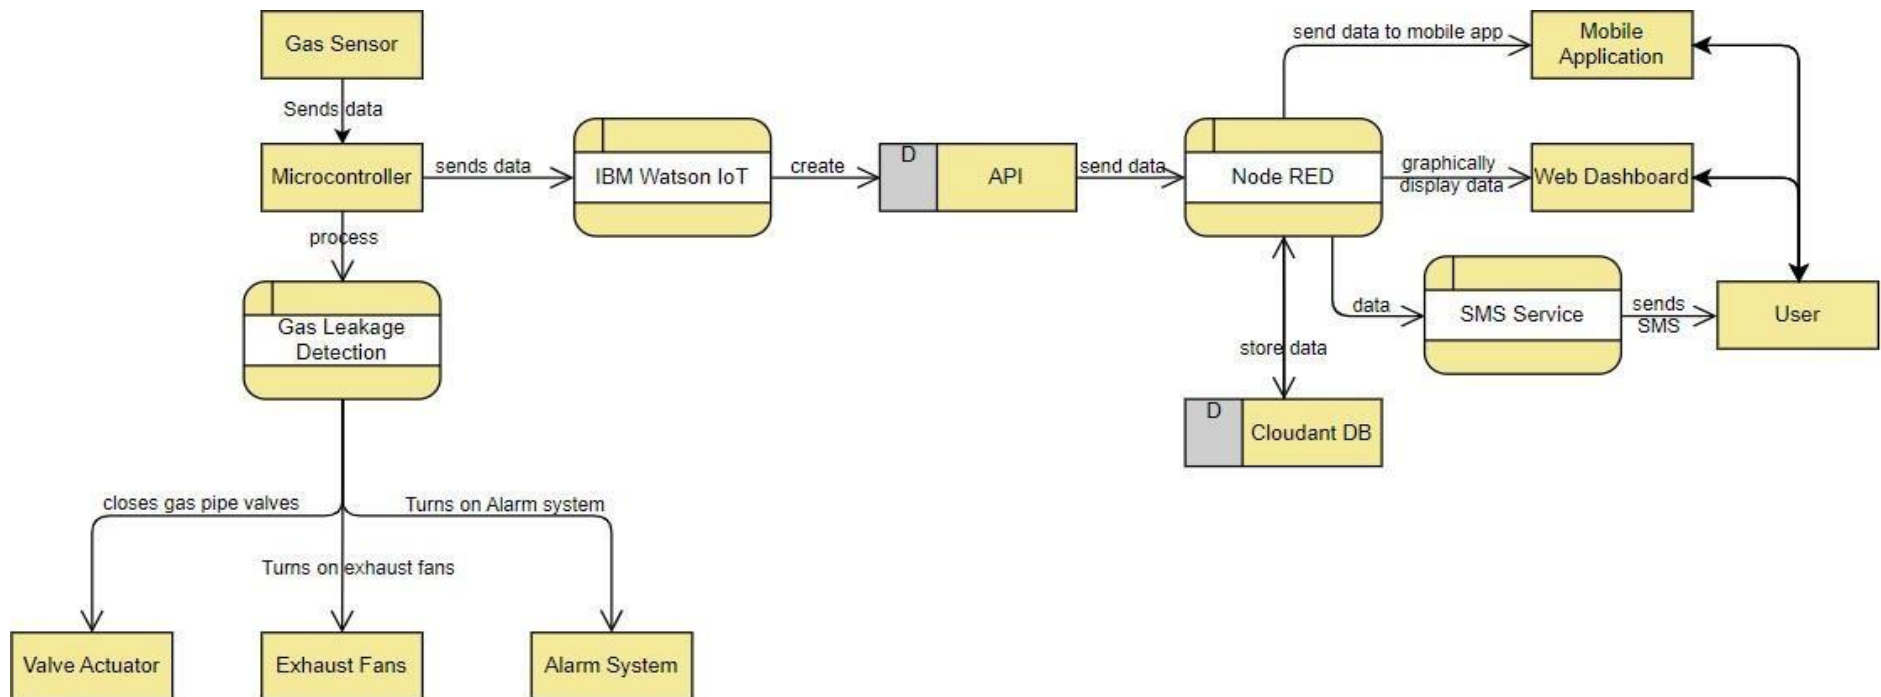 Gas Sensor
send data to mobile app
Mobile
Application
Sends data
D
Microcontroller
sends data
IBM Watson IoT
create
API
send data
Node RED
graphically
display data
Web Dashboard
process
Gas Leakage
Detection
data
SMS Service
sends
SMS
User
store data
D
Cloudant DB
closes gas pipe valves
Turns on Alarm system
Turns on exhaust fans
Valve Actuator
Exhaust Fans
Alarm System